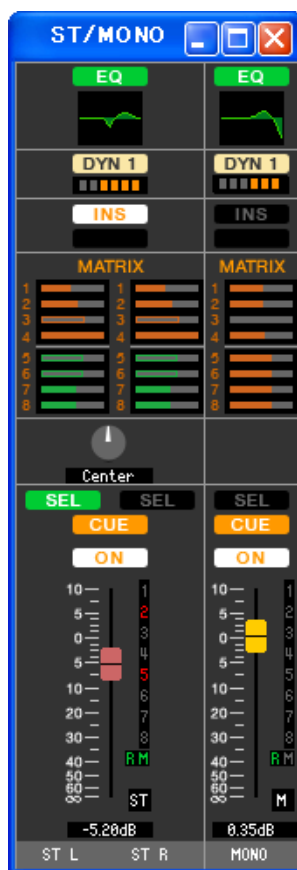 ST/MONO
EQ EQ
DYN 1 DYN 1
INS INS
MATRIX MATRIX
1 1 1
2 2 2
3 3 3
4 4 4
5 5 5
6 6 6
7 7 7
8 8 8
Center
SEL SEL SEL
CUE CUE
ON ON
10 1 10 1
5 2 5 2
0 3 0 3
4 4
5 5 5 5
10 6 10 6
20 7 20 7
30 8 30 8
40 R M 40 R M
50 50
60 60
∞ ST ∞ M
-5.20dB 0.35dB
ST L ST R MONO